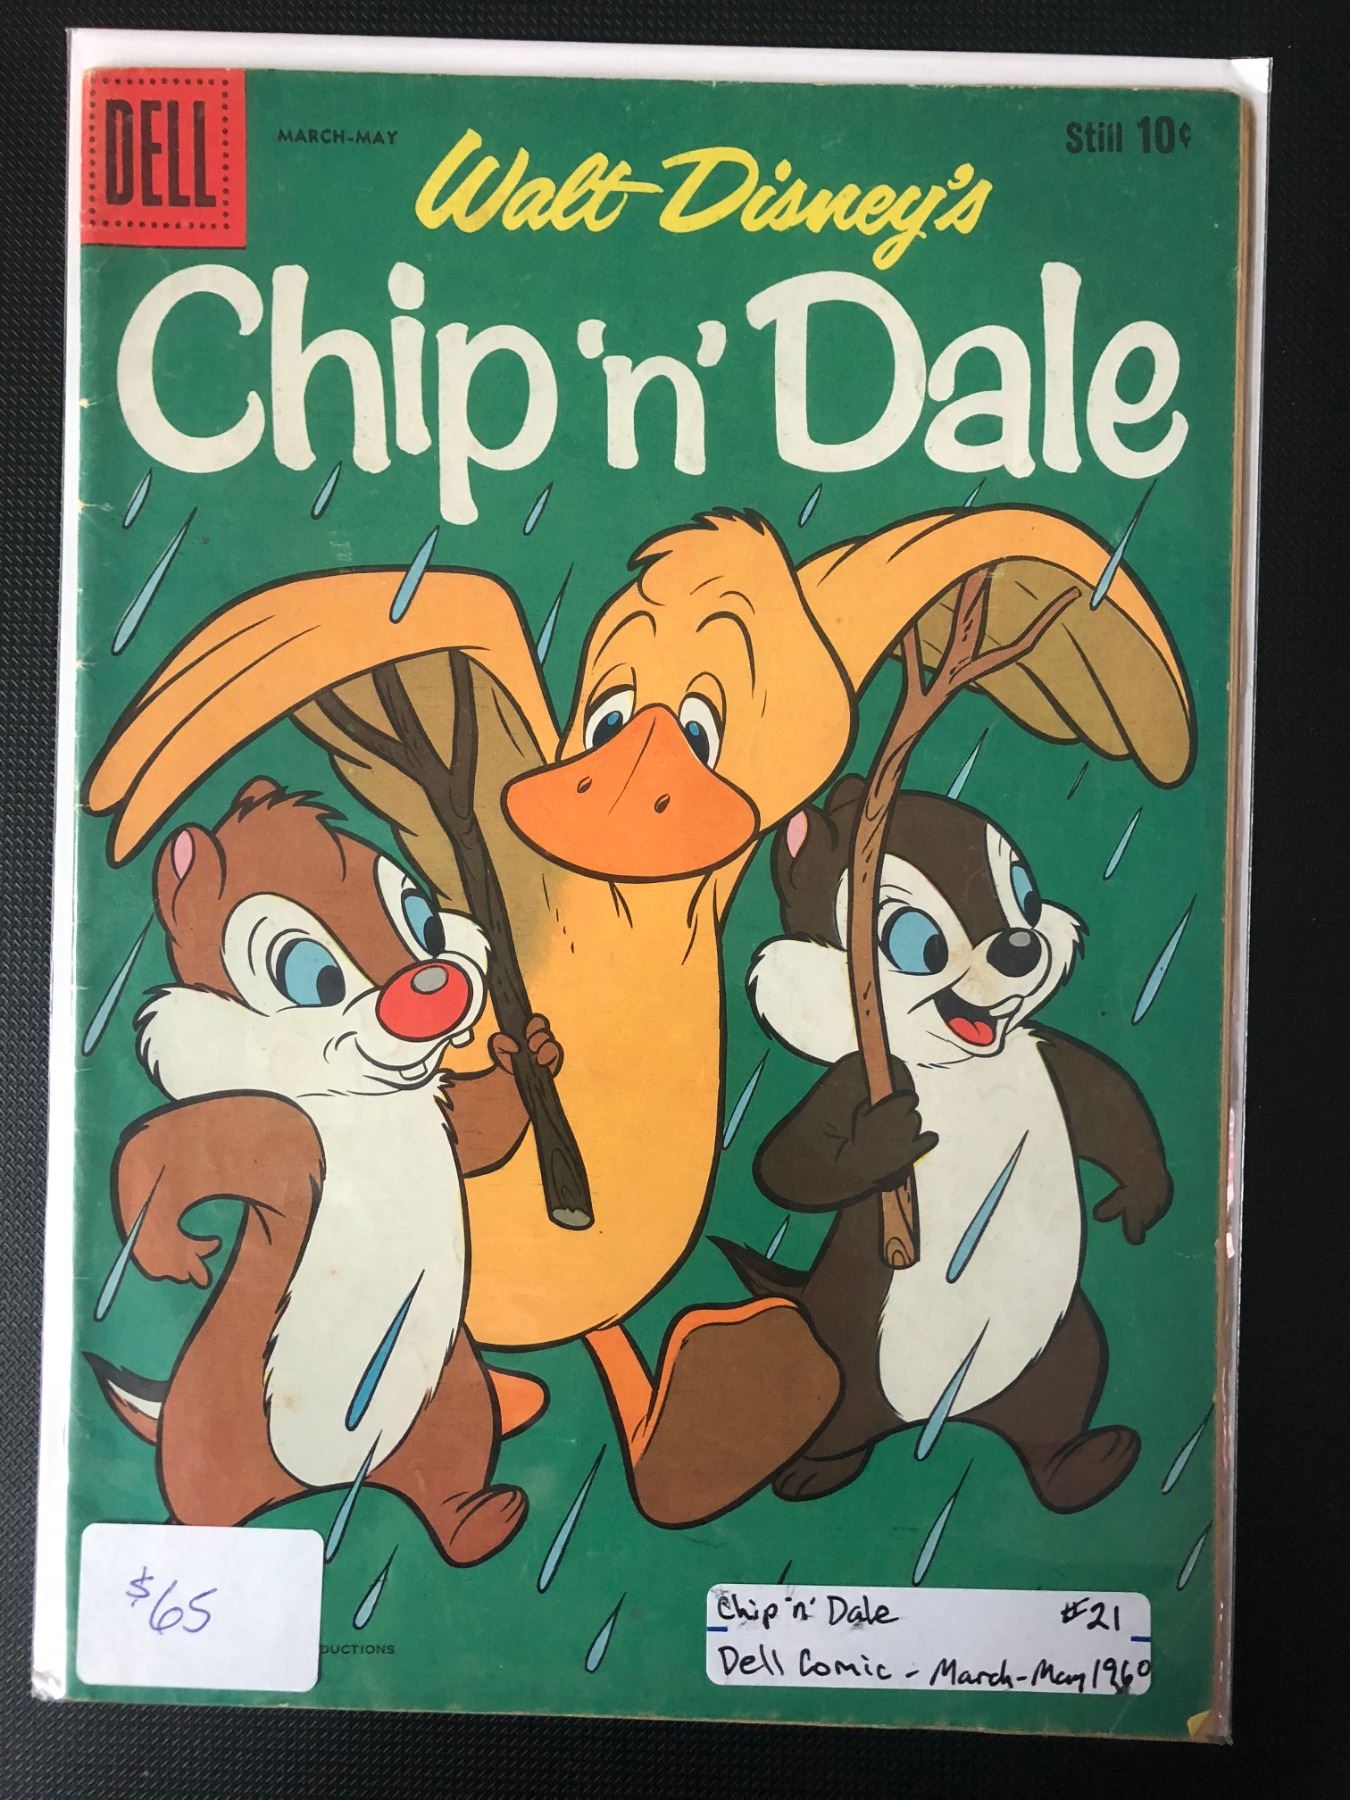 DELL
MARCH-MAY
Still 10¢
Walt Disney's
Chip 'n' Dale
$65
DUCTIONS
Chip 'n' Dale #21
Dell Comic - March-May 1960